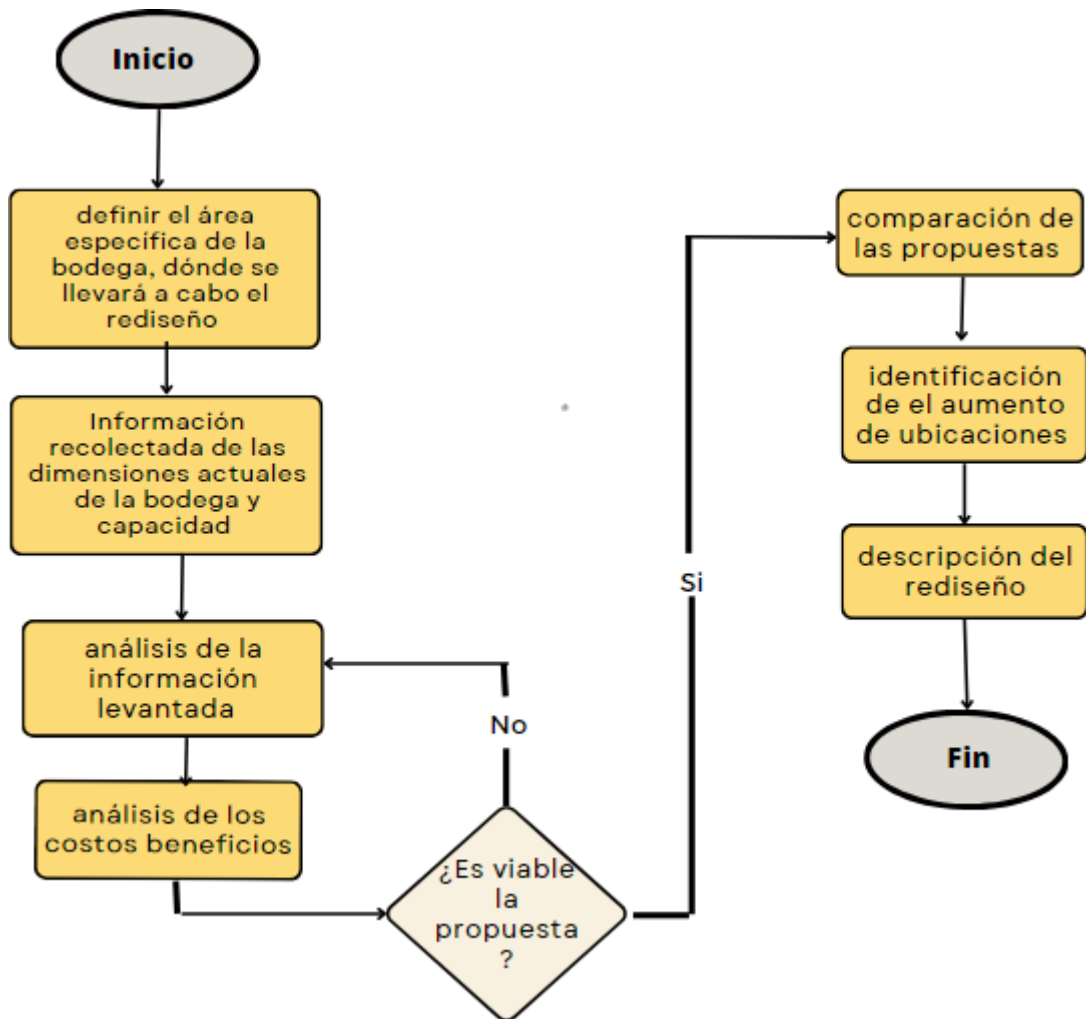 Inicio
definir el área
específica de la
bodega, dónde se
llevará a cabo el
rediseño
Información
recolectada de las
dimensiones actuales
de la bodega y
capacidad
análisis de la
información
levantada
análisis de los
costos beneficios
¿Es viable
la
propuesta
?
No
Si
comparación de
las propuestas
identificación
de el aumento
de ubicaciones
descripción del
rediseño
Fin